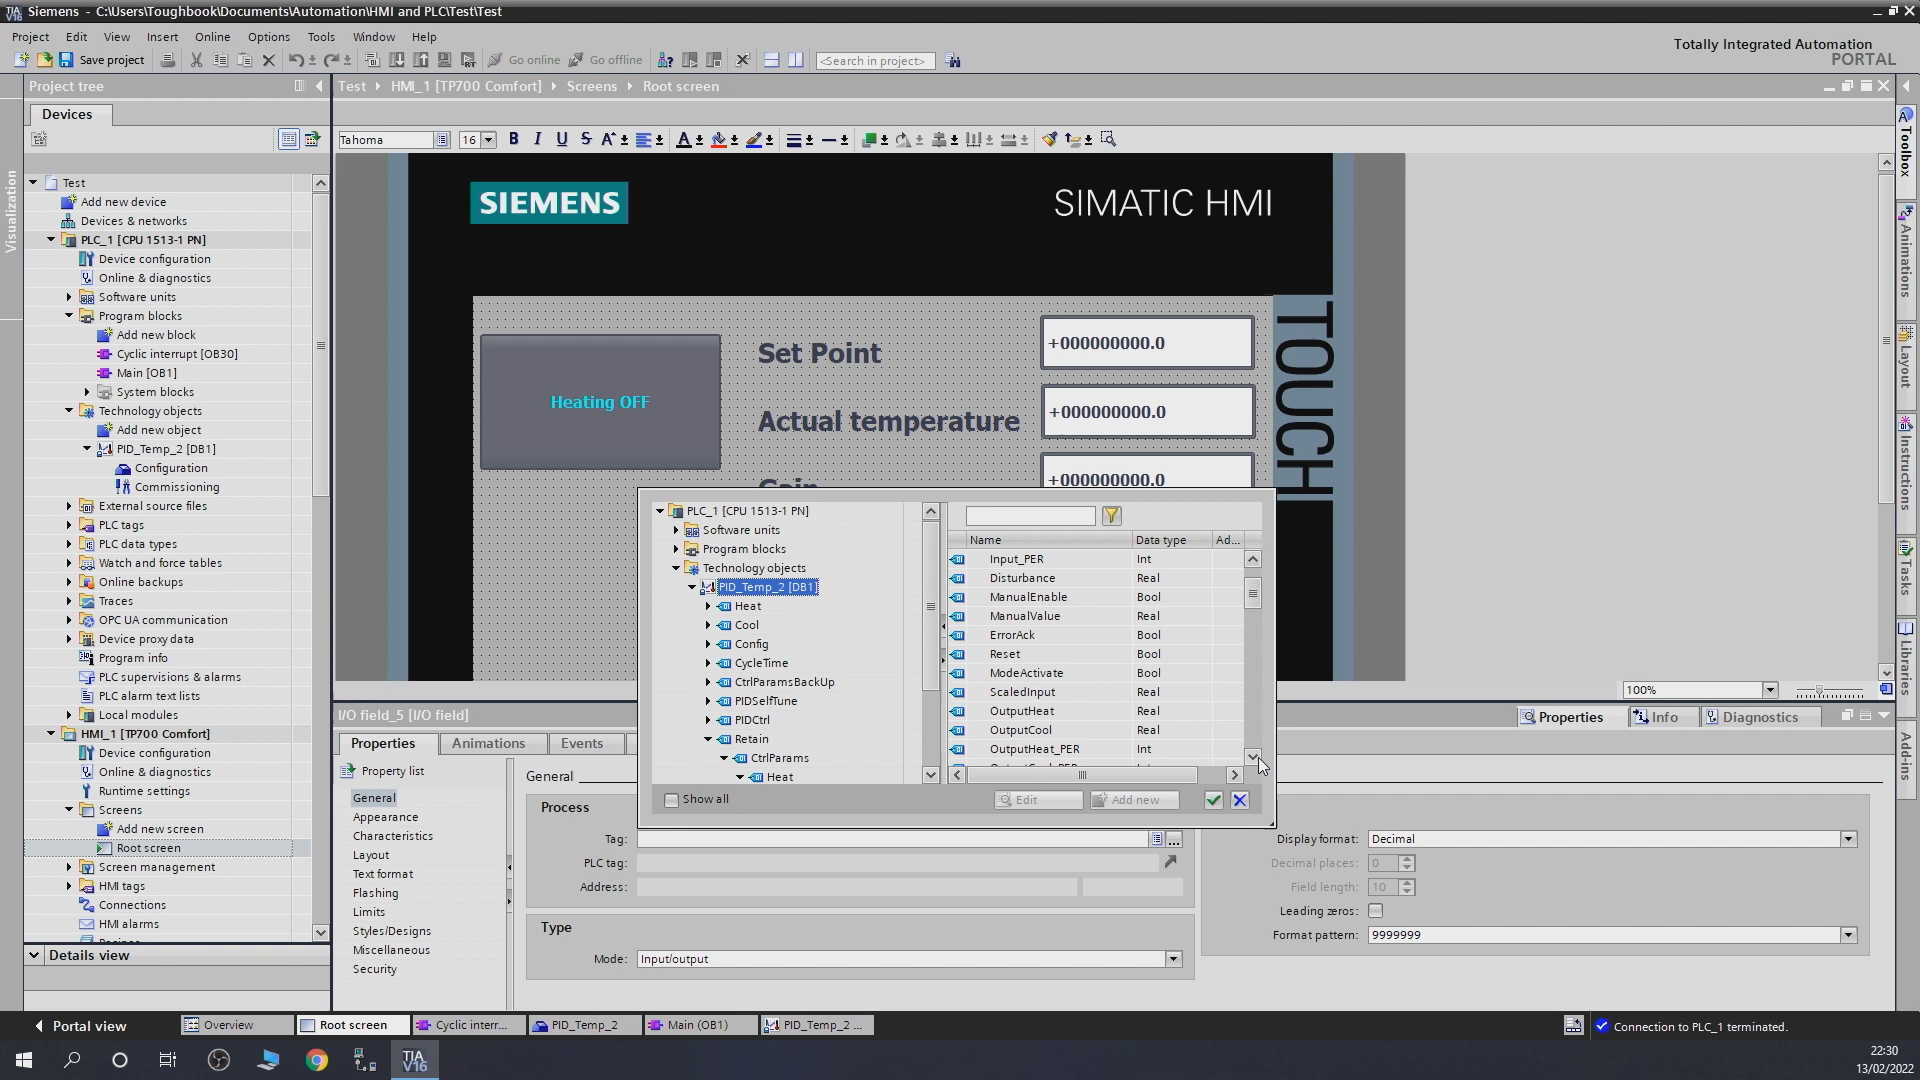 Siemens - C:\Users\Toughbook\Documents\Automation\HMI and PLC\Test\Test
TIA V16
Project Edit View Insert Online Options Tools Window Help
Save project
Go online
Go offline
<Search in project>
Totally Integrated Automation
PORTAL
Project tree
Test HMI_1 [TP700 Comfort] Screens Root screen
Devices
Tahoma
16
B I U S A
Visualization
Test
Add new device
Devices & networks
PLC_1 [CPU 1513-1 PN]
Device configuration
Online & diagnostics
Software units
Program blocks
Add new block
Cyclic interrupt [OB30]
Main [OB1]
System blocks
Technology objects
Add new object
PID_Temp_2 [DB1]
Configuration
Commissioning
External source files
PLC tags
PLC data types
Watch and force tables
Online backups
Traces
OPC UA communication
Device proxy data
Program info
PLC supervisions & alarms
PLC alarm text lists
Local modules
HMI_1 [TP700 Comfort]
Device configuration
Online & diagnostics
Runtime settings
Screens
Add new screen
Root screen
Screen management
HMI tags
Connections
HMI alarms
Recipes
Details view
SIEMENS
SIMATIC HMI
TOUCH
Heating OFF
Set Point
+000000000.0
Actual temperature
+000000000.0
Gain
+000000000.0
PLC_1 [CPU 1513-1 PN]
Software units
Program blocks
Technology objects
PID_Temp_2 [DB1]
Heat
Cool
Config
CycleTime
CtrlParamsBackUp
PIDSelfTune
PIDCtrl
Retain
CtrlParams
Heat
Name Data type Ad...
Input_PER Int
Disturbance Real
ManualEnable Bool
ManualValue Real
ErrorAck Bool
Reset Bool
ModeActivate Bool
ScaledInput Real
OutputHeat Real
OutputCool Real
OutputHeat_PER Int
Show all
Edit
Add new
100%
I/O field_5 [I/O field]
Properties
Info
Diagnostics
Properties
Animations
Events
Property list
General
Appearance
Characteristics
Layout
Text format
Flashing
Limits
Styles/Designs
Miscellaneous
Security
General
Process
Tag:
PLC tag:
Address:
Type
Mode: Input/output
Display format: Decimal
Decimal places: 0
Field length: 10
Leading zeros:
Format pattern: 9999999
Toolbox
Animations
Layout
Instructions
Tasks
Libraries
Add-ins
Portal view
Overview
Root screen
Cyclic interr...
PID_Temp_2
Main (OB1)
PID_Temp_2 ...
Connection to PLC_1 terminated.
TIA V16
22:30
13/02/2022